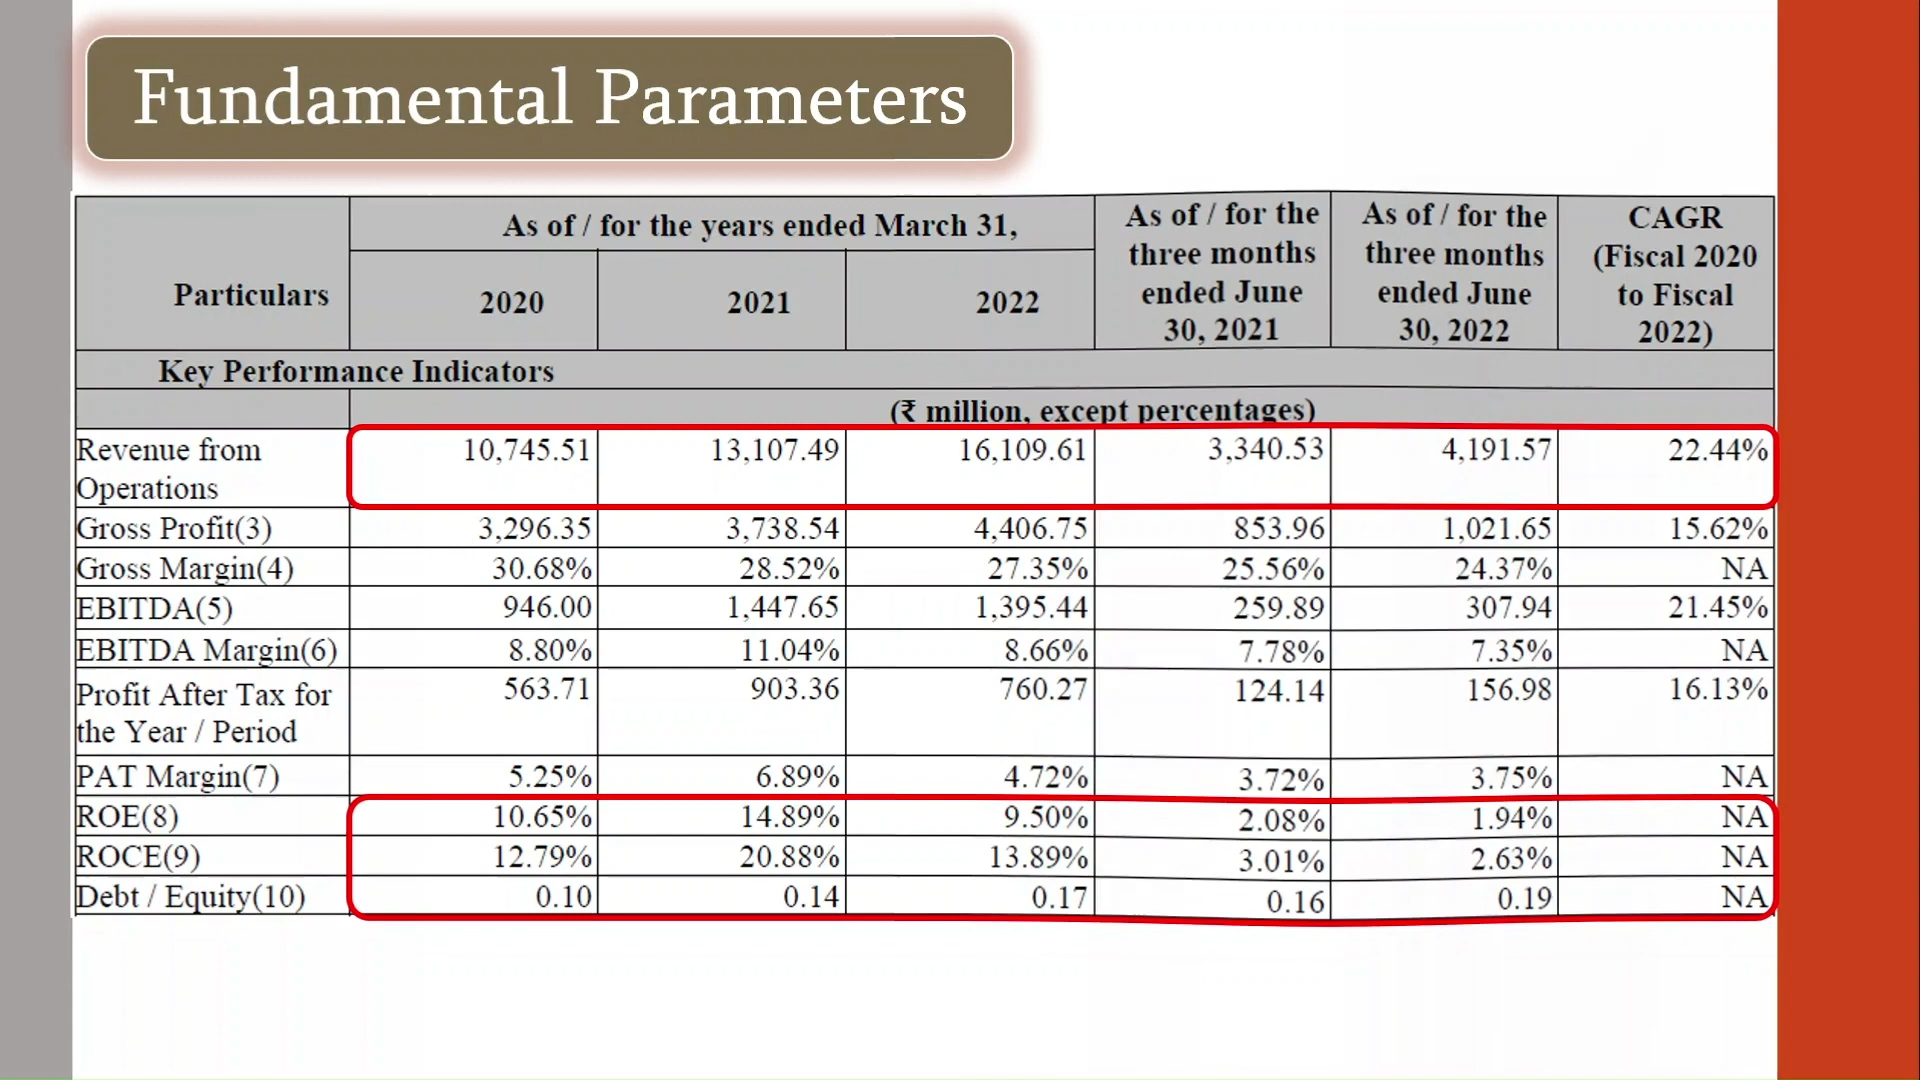 Fundamental Parameters
Particulars
As of / for the years ended March 31,
2020
2021
2022
As of / for the
three months
ended June
30, 2021
As of / for the
three months
ended June
30, 2022
CAGR
(Fiscal 2020
to Fiscal
2022)
Key Performance Indicators
(₹ million, except percentages)
Revenue from
Operations
10,745.51 13,107.49 16,109.61 3,340.53 4,191.57 22.44%
Gross Profit(3) 3,296.35 3,738.54 4,406.75 853.96 1,021.65 15.62%
Gross Margin(4) 30.68% 28.52% 27.35% 25.56% 24.37% NA
EBITDA(5) 946.00 1,447.65 1,395.44 259.89 307.94 21.45%
EBITDA Margin(6) 8.80% 11.04% 8.66% 7.78% 7.35% NA
Profit After Tax for
the Year / Period
563.71 903.36 760.27 124.14 156.98 16.13%
PAT Margin(7) 5.25% 6.89% 4.72% 3.72% 3.75% NA
ROE(8) 10.65% 14.89% 9.50% 2.08% 1.94% NA
ROCE(9) 12.79% 20.88% 13.89% 3.01% 2.63% NA
Debt / Equity(10) 0.10 0.14 0.17 0.16 0.19 NA